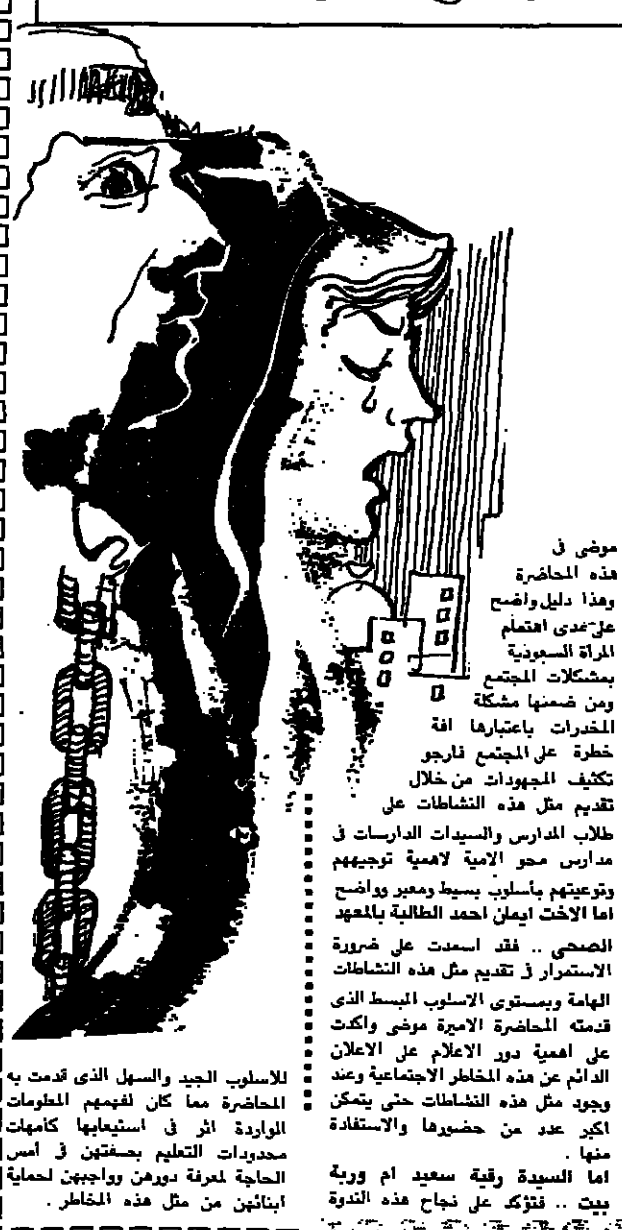 موضى فى
هذه المحاضرة
وهذا دليل واضح
على مدى اهتمام
المرأة السعودية
بمشكلات المجتمع
ومن ضمنها مشكلة
المخدرات باعتبارها افة
خطرة على المجتمع فارجو
تكثيف المجهودات من خلال
تقديم مثل هذه النشاطات على
طلاب المدارس والسيدات الدارسات فى
مدارس محو الامية لاهمية توجيههم
وتوعيتهم بأسلوب بسيط ومعبر وواضح
اما الاخت ايمان احمد الطالبة بالمعهد
الصحى .. فقد اسعدت على ضرورة
الاستمرار فى تقديم مثل هذه النشاطات
الهامة وبمستوى الاسلوب المبسط الذى
قدمته المحاضرة الاميرة موضى واكدت
على اهمية دور الاعلام على الاعلان
الدائم عن هذه المخاطر الاجتماعية وعند
وجود مثل هذه النشاطات حتى يتمكن
اكبر عدد من حضورها والاستفادة
منها .
اما السيدة رقية سعيد ام وربة
بيت .. فتؤكد على نجاح هذه الندوة
للاسلوب الجيد والسهل الذى قدمت به
المحاضرة مما كان لفهمهم المعلومات
الواردة اثر فى استيعابها كأمهات
محدودات التعليم بصفتهن فى أمس
الحاجة لمعرفة دورهن وواجبهن لحماية
ابنائهن من مثل هذه المخاطر .